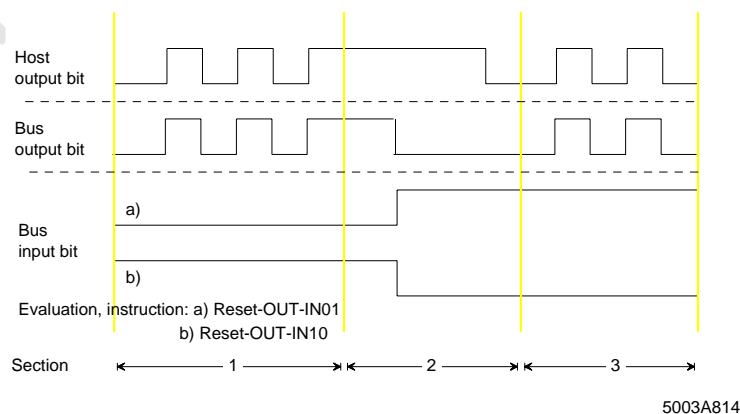 Host
output bit
Bus
output bit
a)
Bus
input bit
b)
Evaluation, instruction: a) Reset-OUT-IN01
b) Reset-OUT-IN10
Section 1 2 3
5003A814